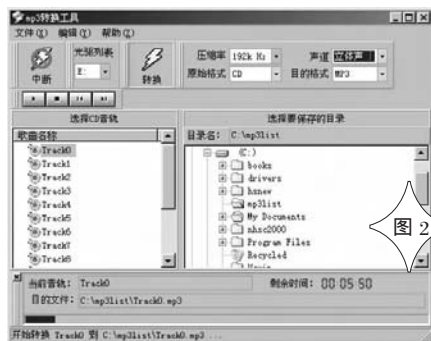 mp3转换工具
文件(F) 编辑(E) 帮助(Z)
光驱列表
压缩率 192k Hz 声道 立体声
中断 E: 转换 原始格式 CD 目的格式 MP3
选择CD音轨 选择要保存的目录
歌曲名称 目录名: C:\mp3list
Track0 (C:)
Track1 books
Track2 drivers
Track3 hsnew
Track4 mp3list
Track5 My Documents
Track6 nhsc2000
Track7 Program Files
Track8 Recycled
图 2
当前音轨: Track0 剩余时间: 00:05:50
目的文件: C:\mp3list\Track0.mp3
开始转换 Track0 到 C:\mp3list\Track0.mp3 ...